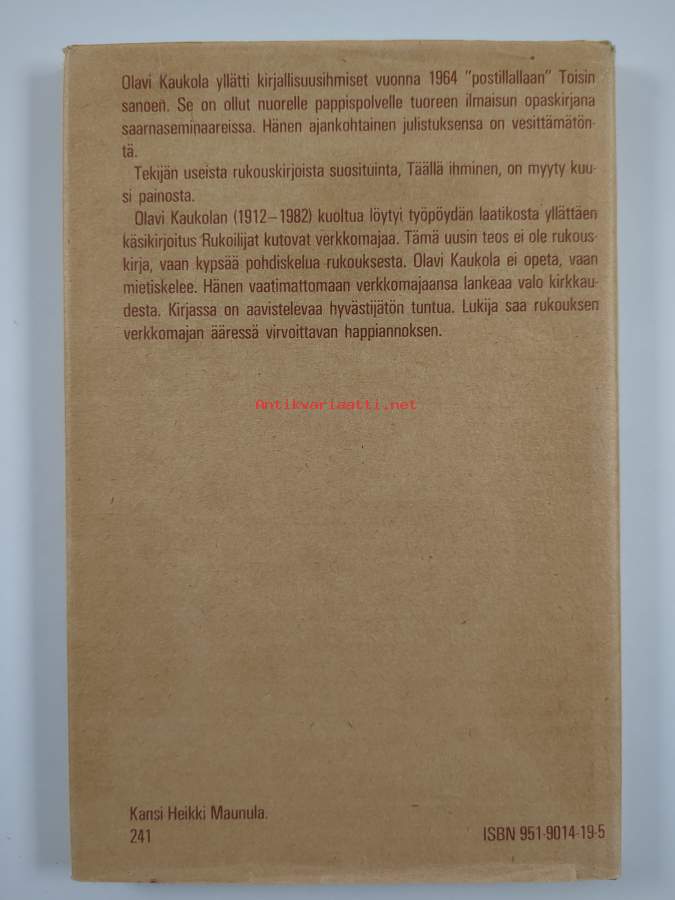 Olavi Kaukola yllätti kirjallisuusihmiset vuonna 1964 "postillallaan" Toisin
sanoen. Se on ollut nuorelle pappispolvelle tuoreen ilmaisun opaskirjana
saarnaseminaareissa. Hänen ajankohtainen julistuksensa on vesittämätön-
tä.
Tekijän useista rukouskirjoista suosituinta, Täällä ihminen, on myyty kuu-
si painosta.
Olavi Kaukolan (1912–1982) kuoltua löytyi työpöydän laatikosta yllättäen
käsikirjoitus Rukoilijat kutovat verkkomajaa. Tämä uusin teos ei ole rukous-
kirja, vaan kypsää pohdiskelua rukouksesta. Olavi Kaukola ei opeta, vaan
mietiskelee. Hänen vaatimattomaan verkkomajaansa lankeaa valo kirkkau-
desta. Kirjassa on aavistelevaa hyvästijätön tuntua. Lukija saa rukouksen
verkkomajan ääressä virvoittavan happiannoksen.
Antikvariaatti.net
Kansi Heikki Maunula.
241
ISBN 951-9014-19-5